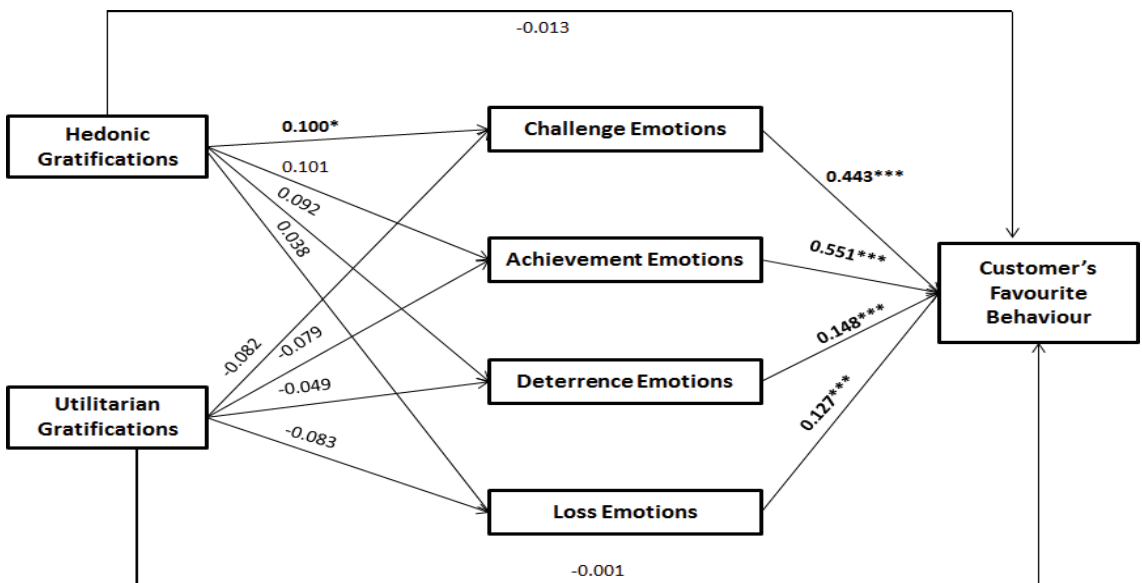 -0.013
Hedonic
Gratifications
0.100*
0.101
0.092
0.038
Challenge Emotions
0.443***
Achievement Emotions
0.551***
Customer’s
Favourite
Behaviour
Utilitarian
Gratifications
-0.082
-0.079
-0.049
-0.083
Deterrence Emotions
0.148***
Loss Emotions
0.127***
-0.001